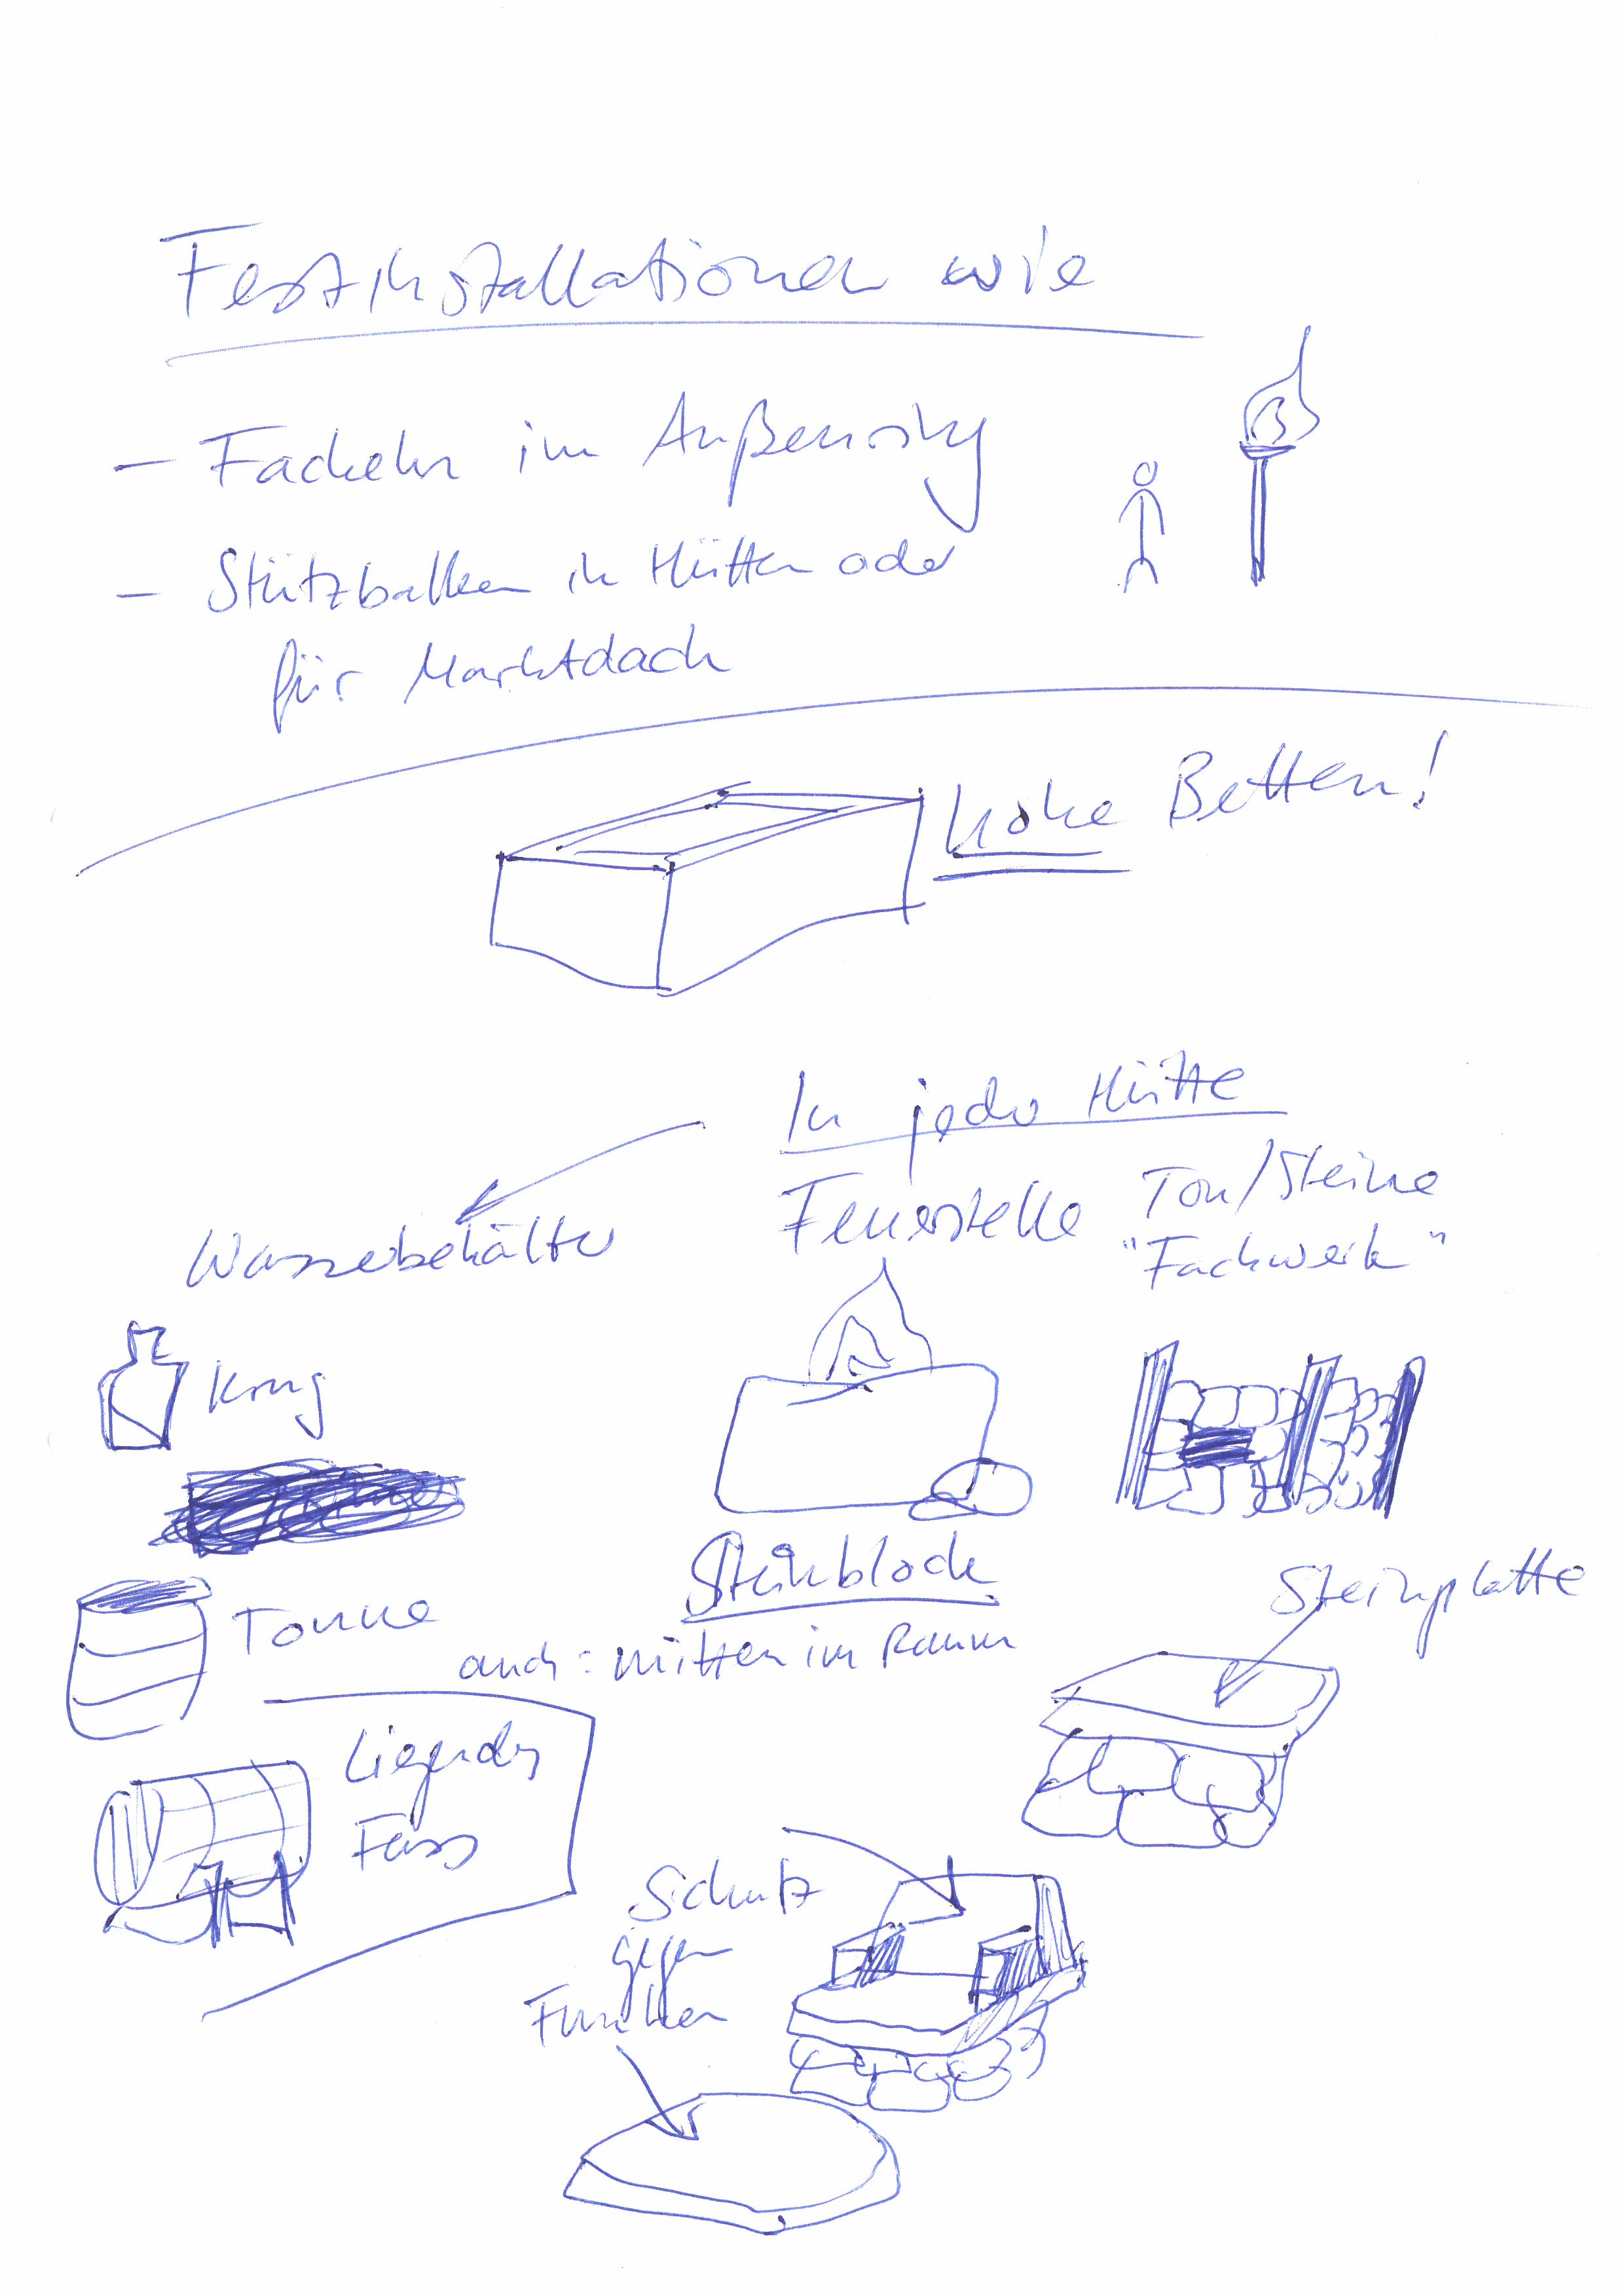 Festinstallationen wie
- Fackeln im Außenring
- Stützbalken in Hütten oder
für Marktdach
hohe Betten!
In jeder Hütte
Feuerstelle
Ton/Steine
"Fachwerk"
Wasserbehälter
Krug
Steinblock
auch: mitten im Raum
Steinplatte
Tonne
Liegendes
Fass
Schutz
gegen
Funken